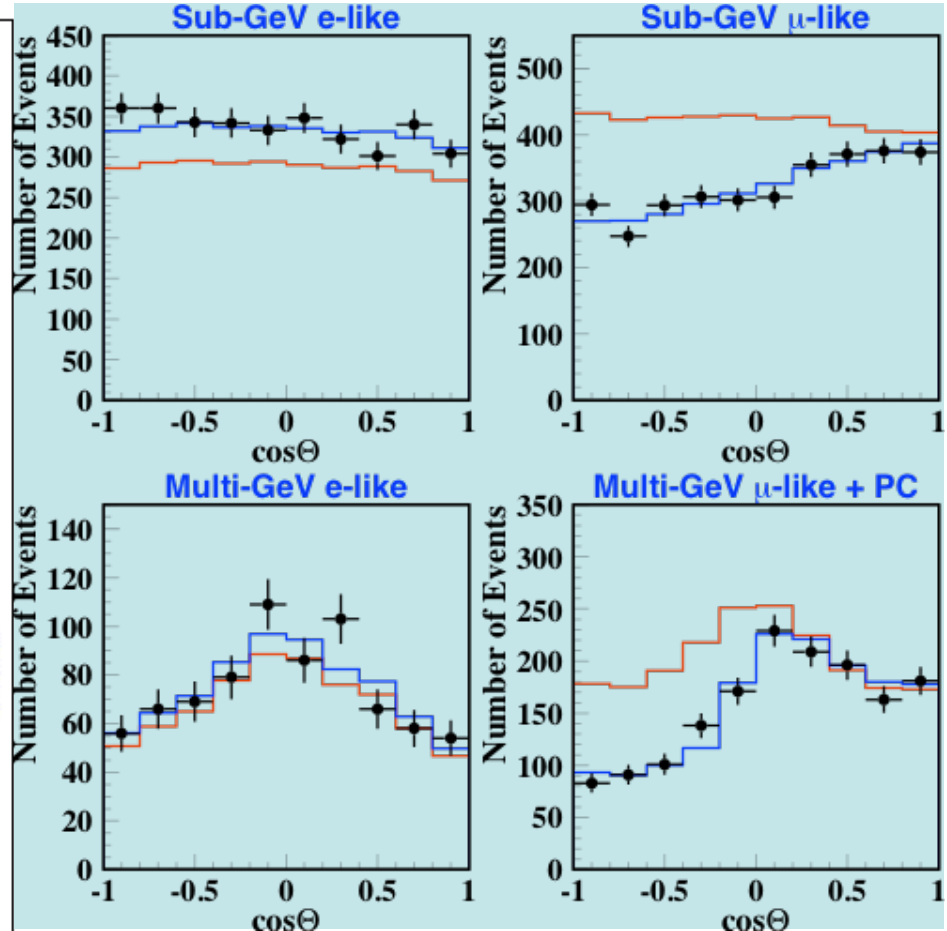 Sub-GeV e-like
Number of Events
450
400
350
300
250
200
150
100
50
0
-1 -0.5 0 0.5 1
cosΘ
Sub-GeV μ-like
Number of Events
500
400
300
200
100
0
-1 -0.5 0 0.5 1
cosΘ
Multi-GeV e-like
Number of Events
140
120
100
80
60
40
20
0
-1 -0.5 0 0.5 1
cosΘ
Multi-GeV μ-like + PC
Number of Events
350
300
250
200
150
100
50
0
-1 -0.5 0 0.5 1
cosΘ